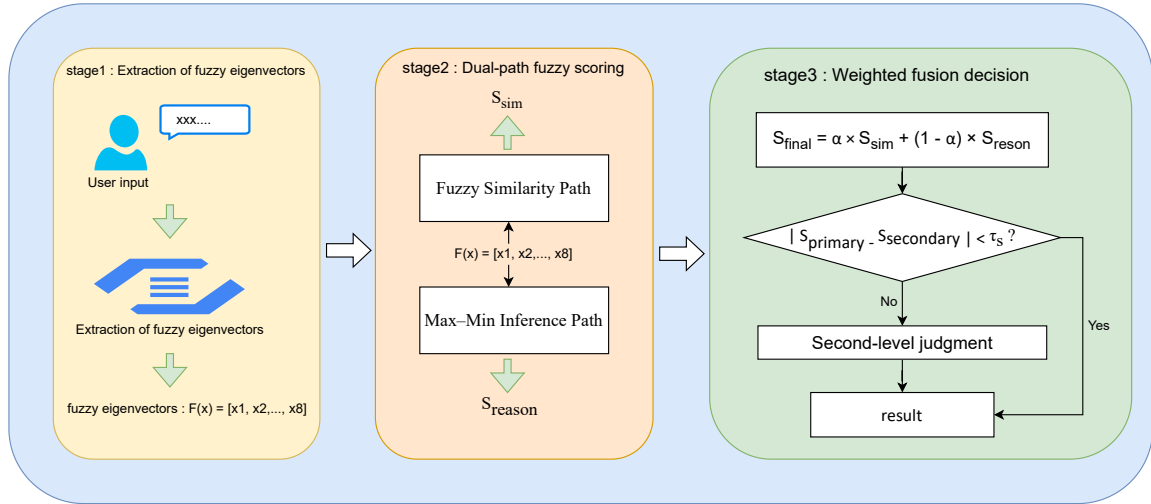 stage1 : Extraction of fuzzy eigenvectors
xxx....
User input
Extraction of fuzzy eigenvectors
fuzzy eigenvectors : F(x) = [x1, x2,..., x8]
stage2 : Dual-path fuzzy scoring
Ssim
Fuzzy Similarity Path
F(x) = [x1, x2,..., x8]
Max–Min Inference Path
Sreason
stage3 : Weighted fusion decision
Sfinal = α × Ssim + (1 - α) × Sreson
| Sprimary - Ssecondary | < τs ?
No
Yes
Second-level judgment
result